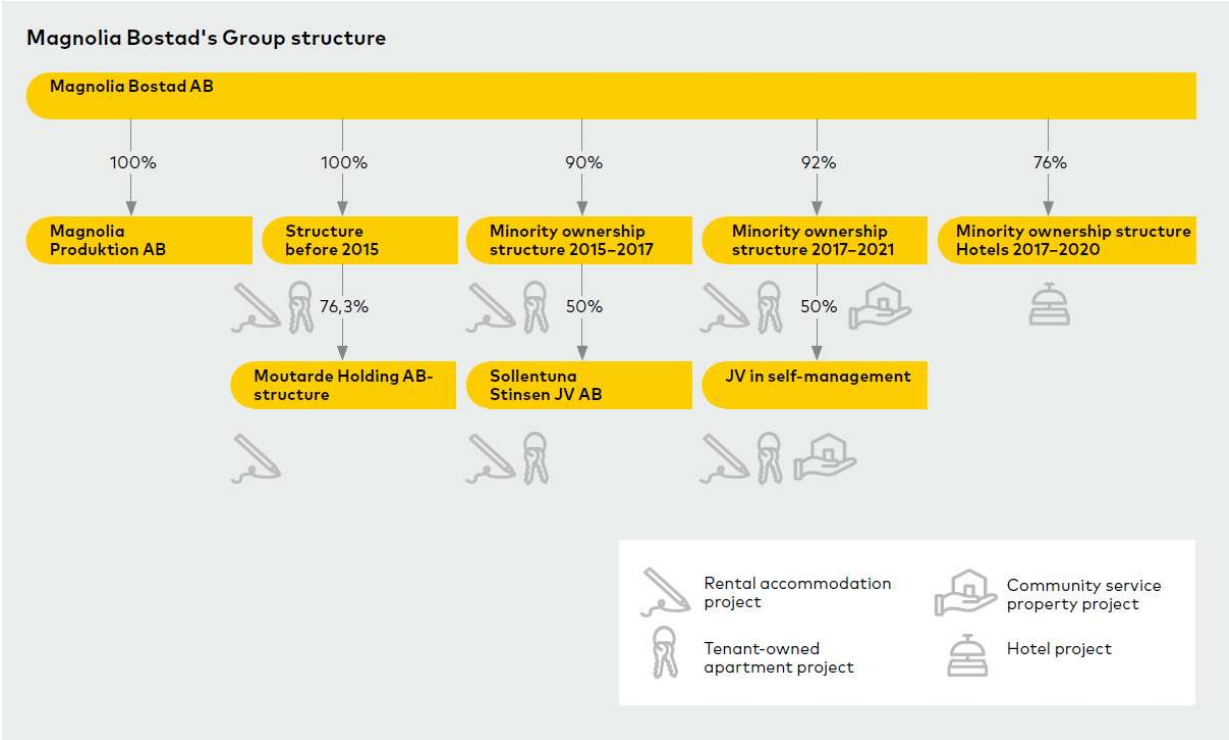 Magnolia Bostad's Group structure
Magnolia Bostad AB
100%
100%
90%
92%
76%
Magnolia
Produktion AB
Structure
before 2015
Minority ownership
structure 2015–2017
Minority ownership
structure 2017–2021
Minority ownership structure
Hotels 2017–2020
76,3%
50%
50%
Moutarde Holding AB-
structure
Sollentuna
Stinsen JV AB
JV in self-management
Rental accommodation
project
Community service
property project
Tenant-owned
apartment project
Hotel project